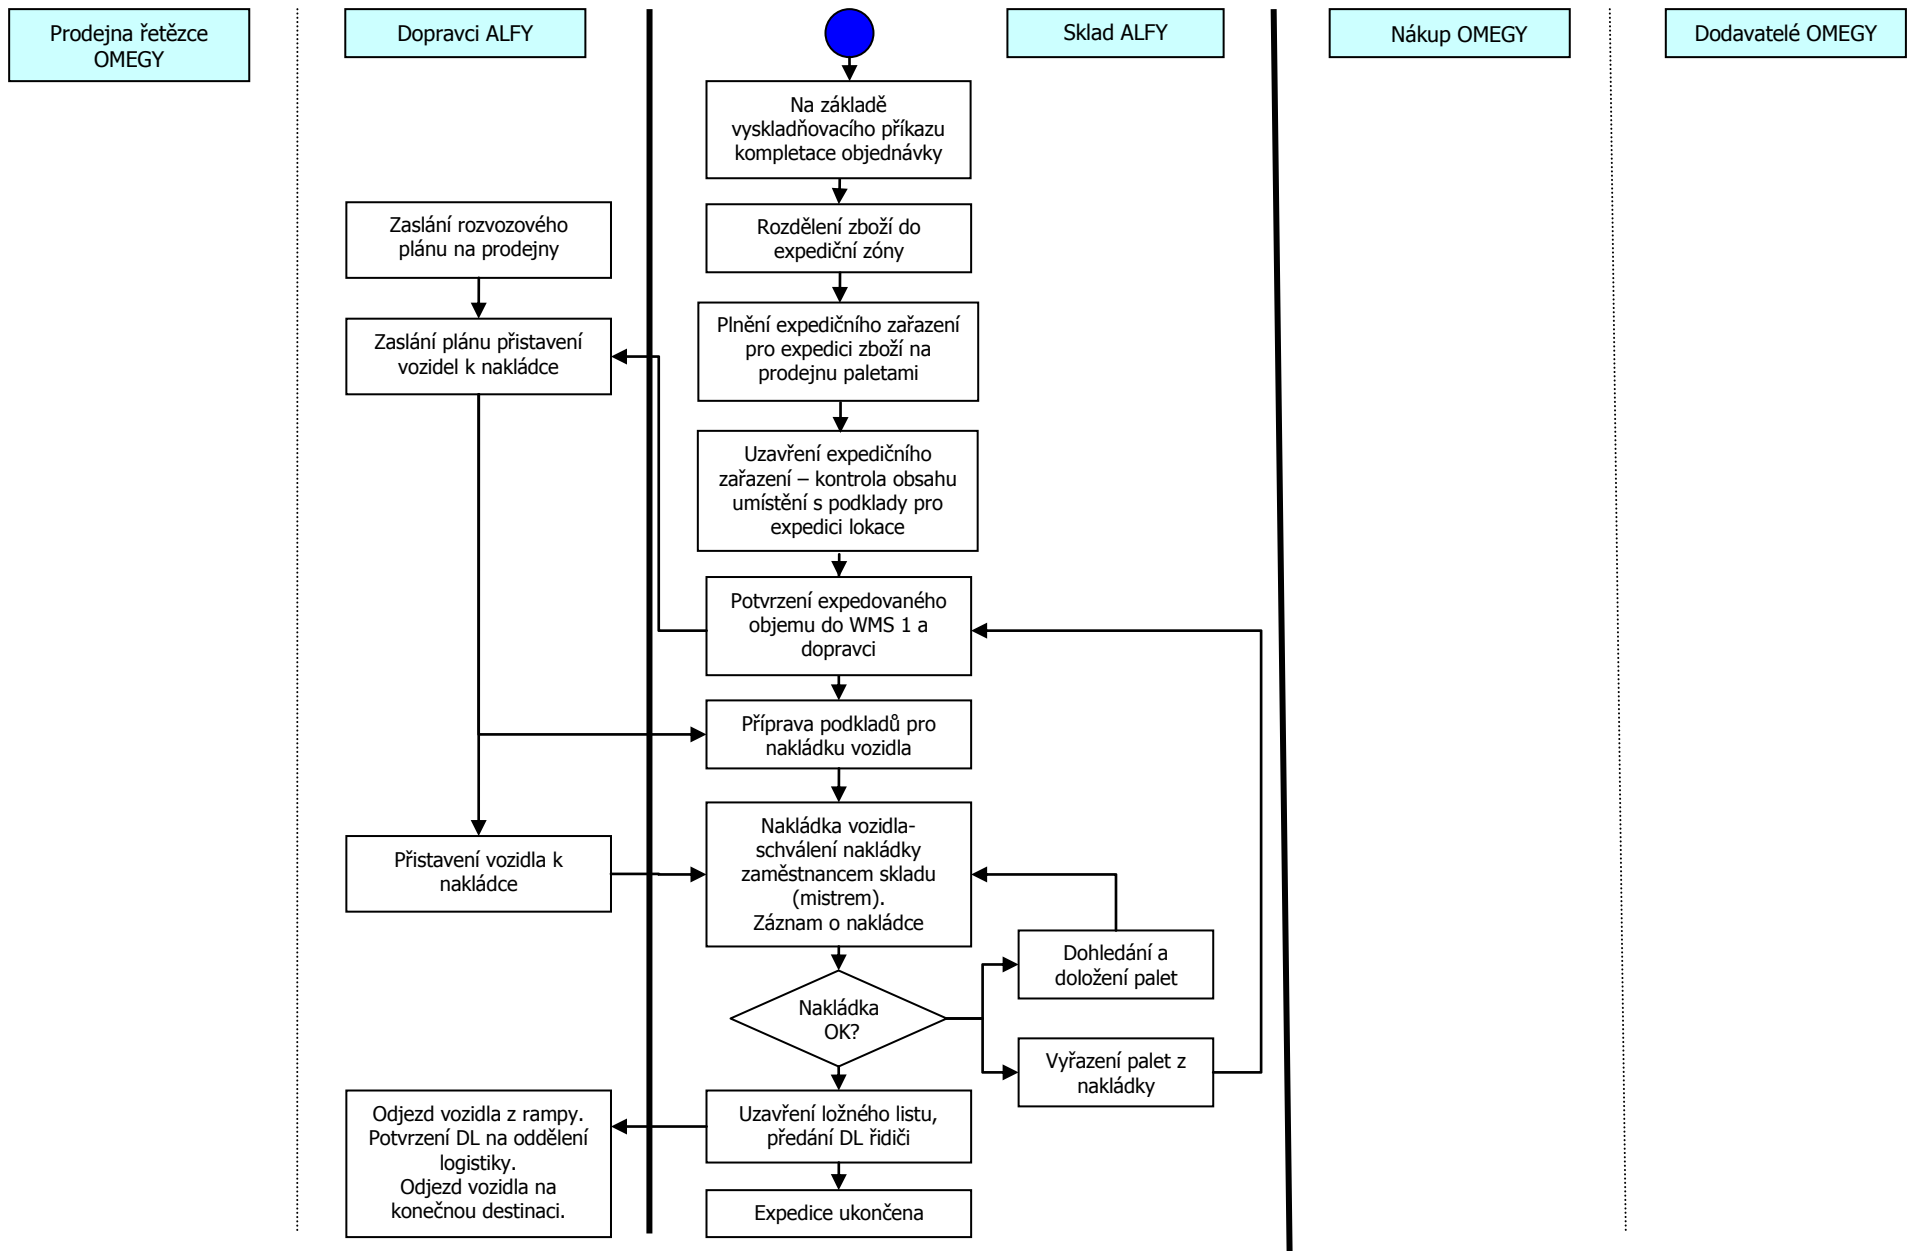 Prodejna řetězce
OMEGY
Dopravci ALFY
Sklad ALFY
Nákup OMEGY
Dodavatelé OMEGY
Na základě
vyskladňovacího příkazu
kompletace objednávky
Zaslání rozvozového
plánu na prodejny
Rozdělení zboží do
expediční zóny
Zaslání plánu přistavení
vozidel k nakládce
Plnění expedičního zařazení
pro expedici zboží na
prodejnu paletami
Uzavření expedičního
zařazení – kontrola obsahu
umístění s podklady pro
expedici lokace
Potvrzení expedovaného
objemu do WMS 1 a
dopravci
Příprava podkladů pro
nakládku vozidla
Přistavení vozidla k
nakládce
Nakládka vozidla-
schválení nakládky
zaměstnancem skladu
(mistrem).
Záznam o nakládce
Dohledání a
doložení palet
Nakládka
OK?
Vyřazení palet z
nakládky
Odjezd vozidla z rampy.
Potvrzení DL na oddělení
logistiky.
Odjezd vozidla na
konečnou destinaci.
Uzavření ložného listu,
předání DL řidiči
Expedice ukončena